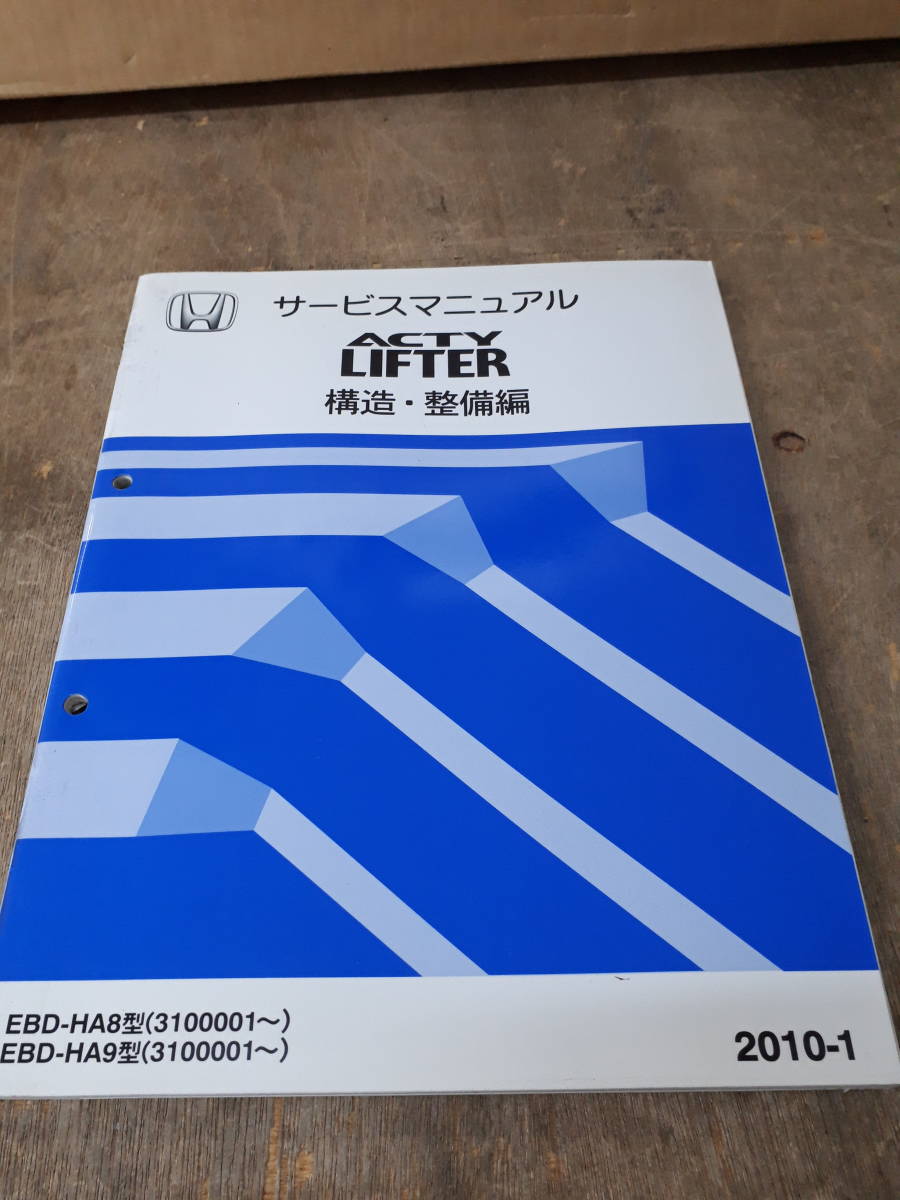 サービスマニュアル
ACTY
LIFTER
構造・整備編
EBD-HA8型(3100001～)
EBD-HA9型(3100001～)
2010-1